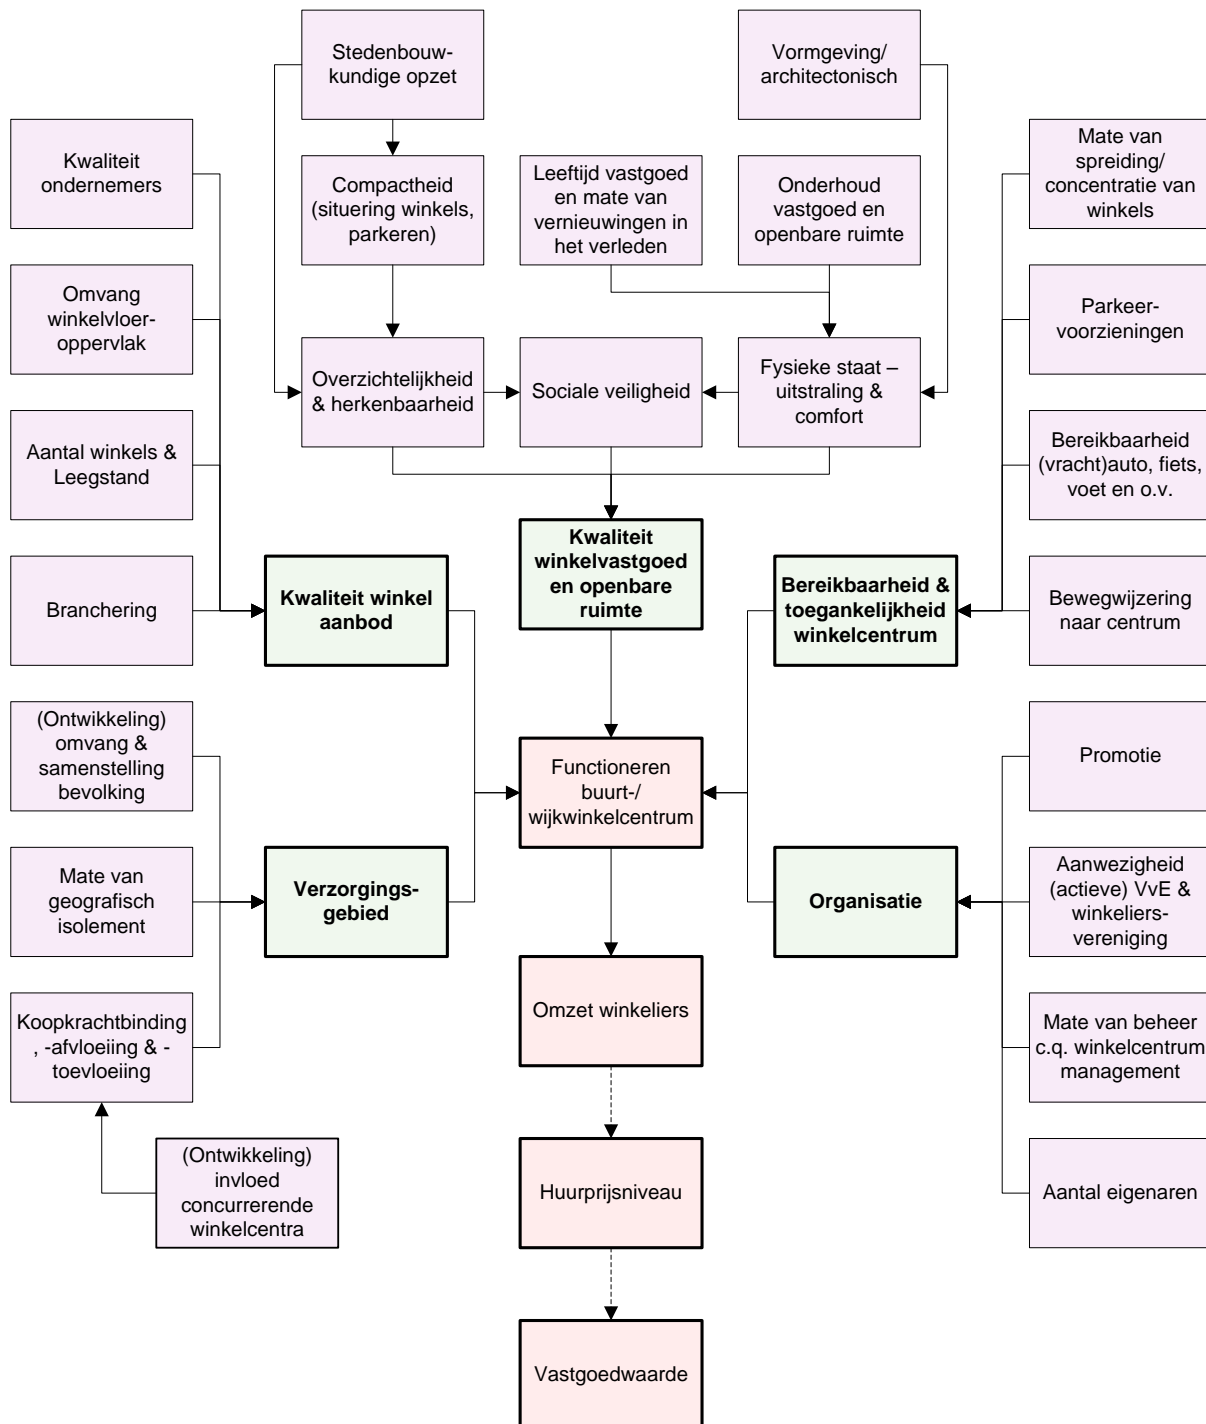 Stedenbouw-
kundige opzet
Vormgeving/
architectonisch
Kwaliteit
ondernemers
Compactheid
(situering winkels,
parkeren)
Leeftijd vastgoed
en mate van
vernieuwingen in
het verleden
Onderhoud
vastgoed en
openbare ruimte
Mate van
spreiding/
concentratie van
winkels
Omvang
winkelvloer-
oppervlak
Parkeer-
voorzieningen
Overzichtelijkheid
& herkenbaarheid
Sociale veiligheid
Fysieke staat –
uitstraling &
comfort
Aantal winkels &
Leegstand
Bereikbaarheid
(vracht)auto, fiets,
voet en o.v.
Branchering
Kwaliteit winkel
aanbod
Kwaliteit
winkelvastgoed
en openbare
ruimte
Bereikbaarheid &
toegankelijkheid
winkelcentrum
Bewegwijzering
naar centrum
(Ontwikkeling)
omvang &
samenstelling
bevolking
Functioneren
buurt-/
wijkwinkelcentrum
Promotie
Mate van
geografisch
isolement
Verzorgings-
gebied
Organisatie
Aanwezigheid
(actieve) VvE &
winkeliers-
vereniging
Koopkrachtbinding
, -afvloeiing & -
toevloeiing
Omzet winkeliers
Mate van beheer
c.q. winkelcentrum
management
(Ontwikkeling)
invloed
concurrerende
winkelcentra
Huurprijsniveau
Aantal eigenaren
Vastgoedwaarde